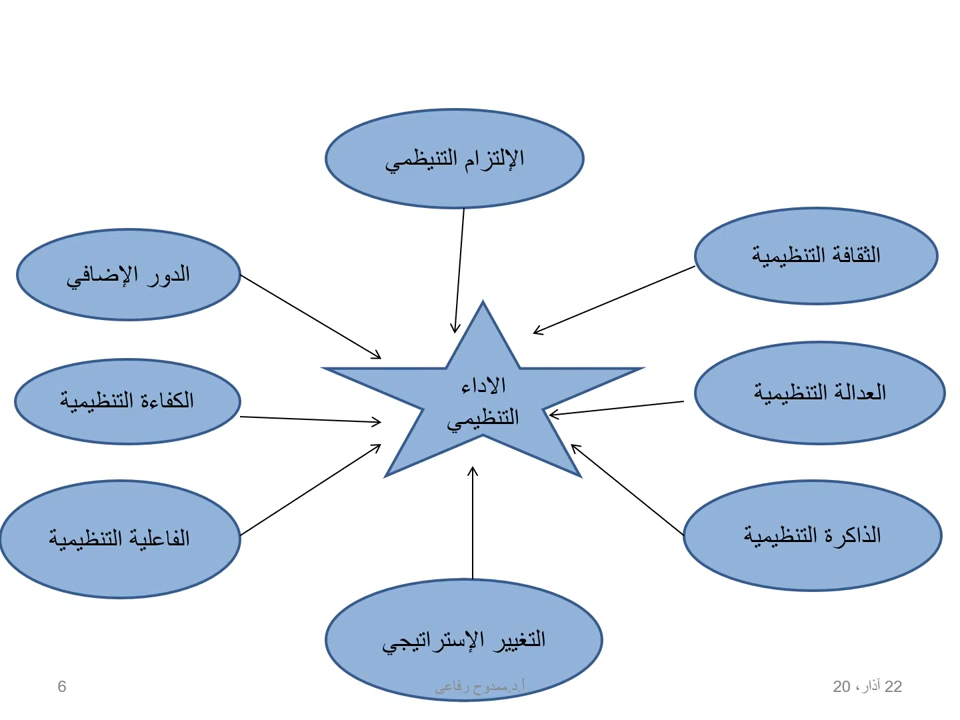 الإلتزام التنيظمي
الثقافة التنظيمية
الدور الإضافي
العدالة التنظيمية
الاداء
التنظيمي
الكفاءة التنظيمية
الذاكرة التنظيمية
الفاعلية التنظيمية
التغيير الإستراتيجي
22 آذار، 20
أ.د.ممدوح رفاعى
6